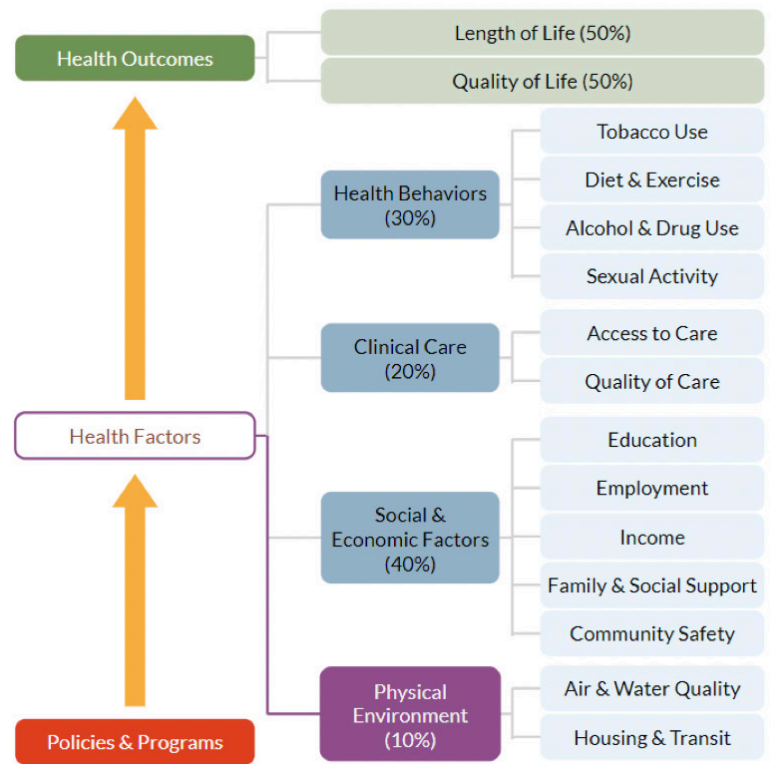 Health Outcomes
Length of Life (50%)
Quality of Life (50%)
Health Factors
Health Behaviors
(30%)
Tobacco Use
Diet & Exercise
Alcohol & Drug Use
Sexual Activity
Clinical Care
(20%)
Access to Care
Quality of Care
Social &
Economic Factors
(40%)
Education
Employment
Income
Family & Social Support
Community Safety
Physical
Environment
(10%)
Air & Water Quality
Housing & Transit
Policies & Programs